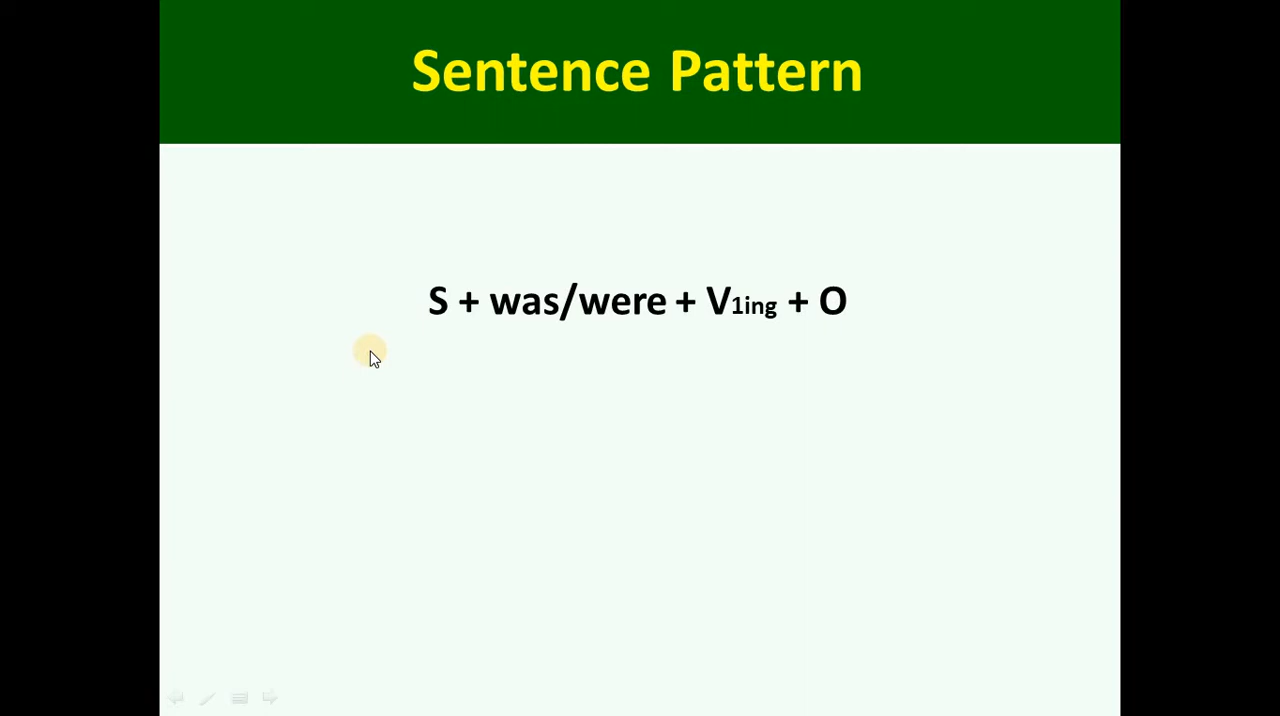 Sentence Pattern
S + was/were + V1ing + O